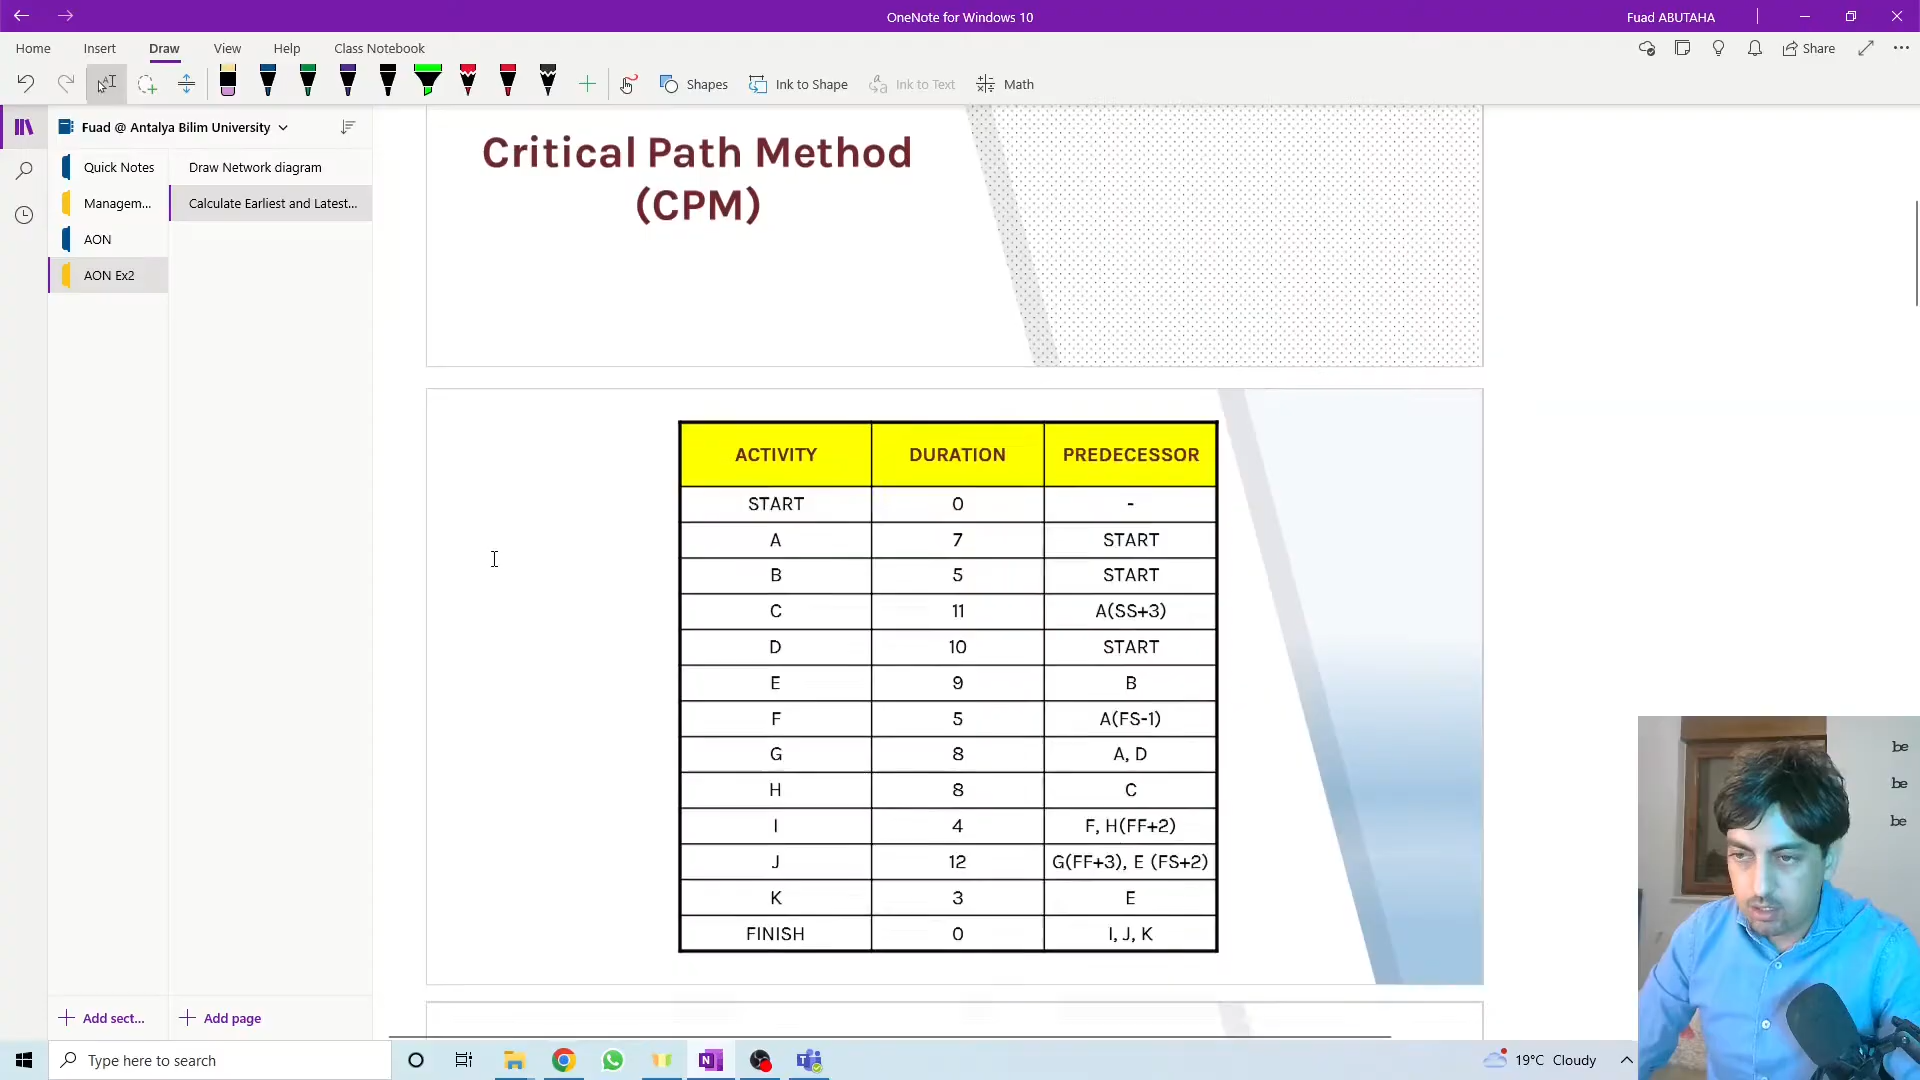 OneNote for Windows 10
Fuad ABUTAHA
Home Insert Draw View Help Class Notebook
Share
Shapes Ink to Shape Ink to Text Math
Fuad @ Antalya Bilim University
Quick Notes
Managem...
AON
AON Ex2
Draw Network diagram
Calculate Earliest and Latest...
Critical Path Method
(CPM)
ACTIVITY DURATION PREDECESSOR
START 0 -
A 7 START
B 5 START
C 11 A(SS+3)
D 10 START
E 9 B
F 5 A(FS-1)
G 8 A, D
H 8 C
I 4 F, H(FF+2)
J 12 G(FF+3), E (FS+2)
K 3 E
FINISH 0 I, J, K
be
be
be
Add sect...
Add page
Type here to search
19°C Cloudy